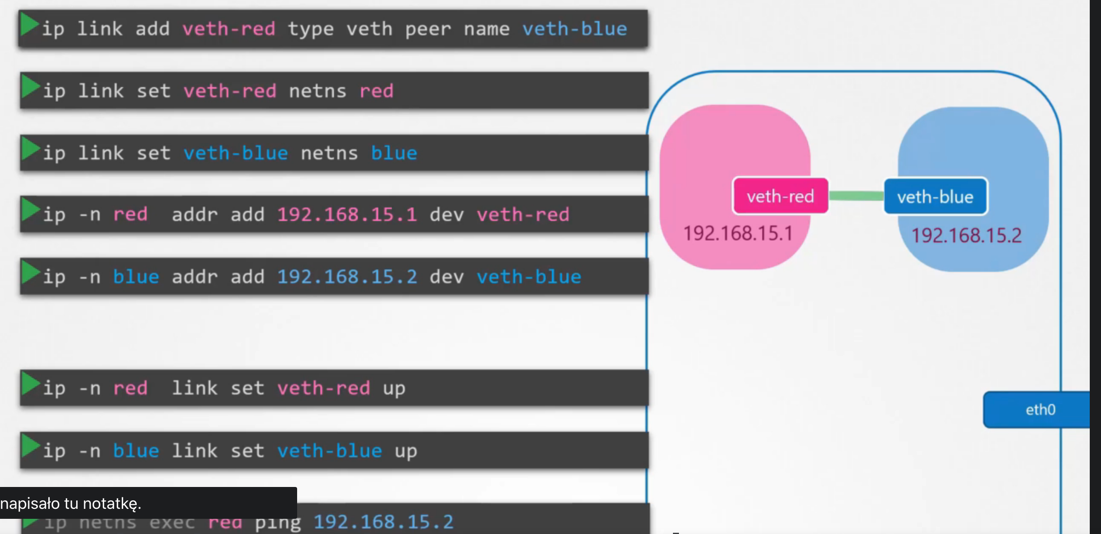 ip link add veth-red type veth peer name veth-blue
ip link set veth-red netns red
ip link set veth-blue netns blue
ip -n red addr add 192.168.15.1 dev veth-red
ip -n blue addr add 192.168.15.2 dev veth-blue
ip -n red link set veth-red up
ip -n blue link set veth-blue up
napisało tu notatkę.
ip netns exec red ping 192.168.15.2
veth-red
veth-blue
192.168.15.1
192.168.15.2
eth0